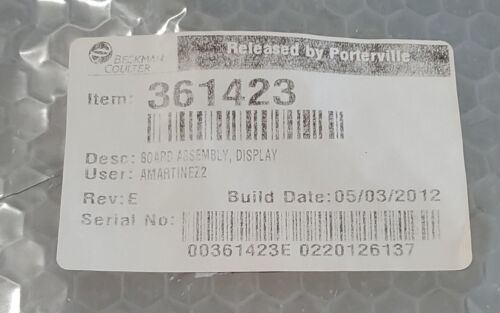 BECKMAN
COULTER
Released by Porterville
Item: 361423
Desc: BOARD ASSEMBLY, DISPLAY
User: AMARTINEZ2
Rev: E Build Date: 05/03/2012
Serial No:
00361423E 0220126137